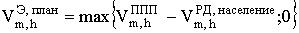 V^{Э, план}_{m,h} = max{V^{ППП}_{m,h} − V^{РД, население}_{m,h};0}